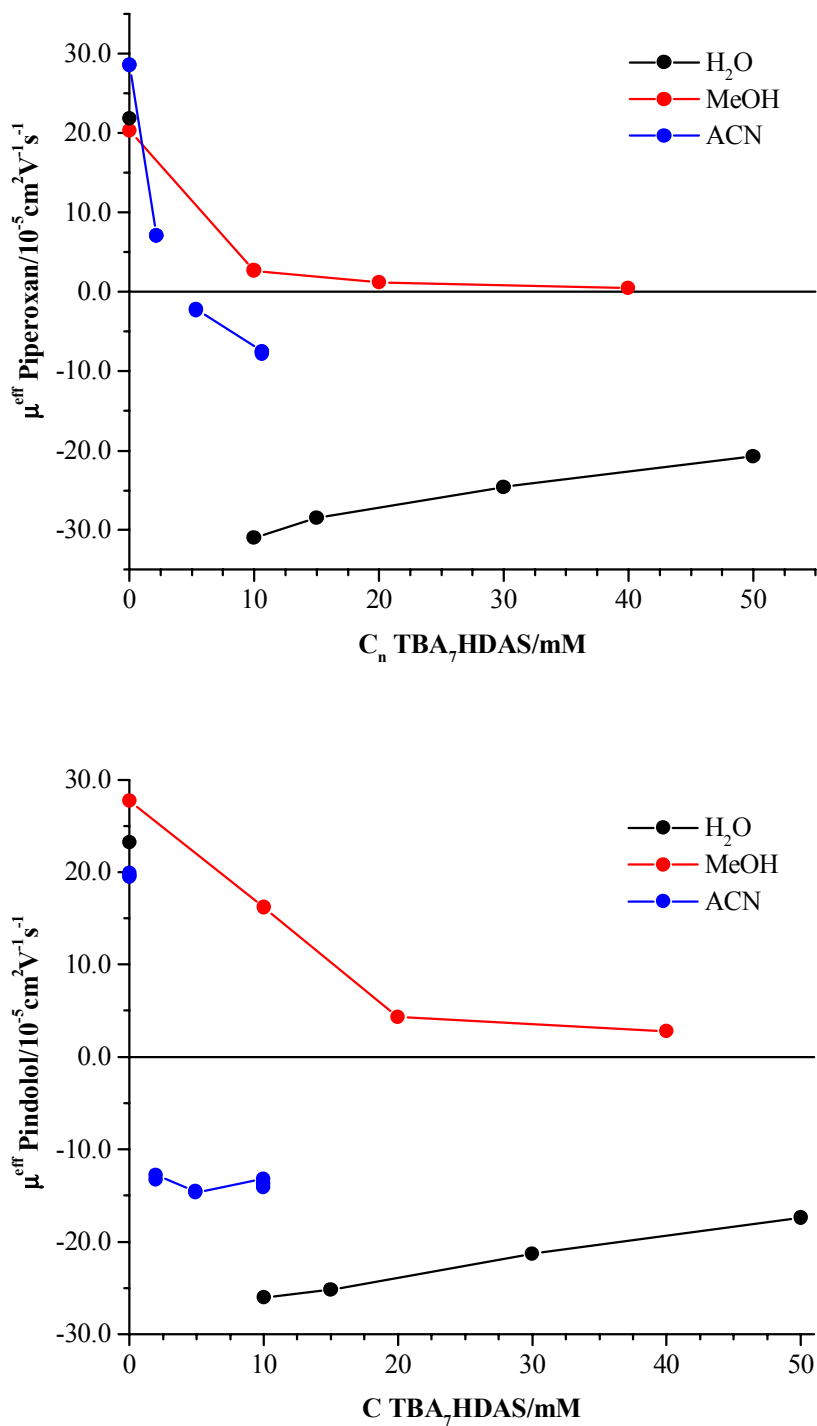 30.0
20.0
10.0
0.0
-10.0
-20.0
-30.0
μᵉᶠᶠ Piperoxan/10⁻⁵cm²V⁻¹s⁻¹
H₂O
MeOH
ACN
0 10 20 30 40 50
Cₙ TBA₇HDAS/mM
30.0
20.0
10.0
0.0
-10.0
-20.0
-30.0
μᵉᶠᶠ Pindolol/10⁻⁵cm²V⁻¹s⁻¹
H₂O
MeOH
ACN
0 10 20 30 40 50
C TBA₇HDAS/mM